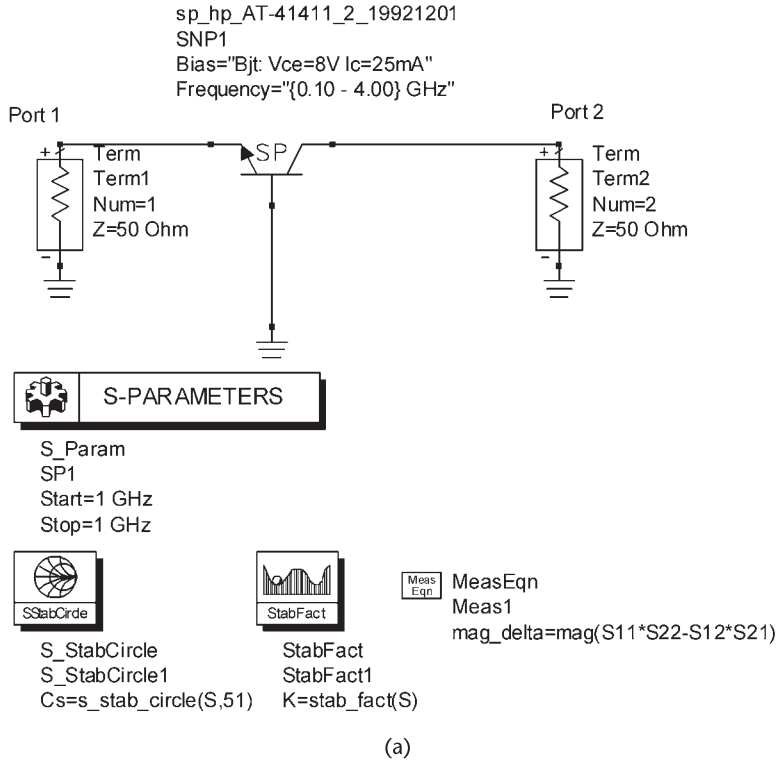 sp_hp_AT-41411_2_19921201
SNP1
Bias="Bjt: Vce=8V Ic=25mA"
Frequency="{0.10 - 4.00} GHz"
Port 1
Port 2
+
Term
Term1
Num=1
Z=50 Ohm
-
SP
+
Term
Term2
Num=2
Z=50 Ohm
-
S-PARAMETERS
S_Param
SP1
Start=1 GHz
Stop=1 GHz
SStabCircle
S_StabCircle
S_StabCircle1
Cs=s_stab_circle(S,51)
StabFact
StabFact
StabFact1
K=stab_fact(S)
Meas
Eqn
MeasEqn
Meas1
mag_delta=mag(S11*S22-S12*S21)
(a)